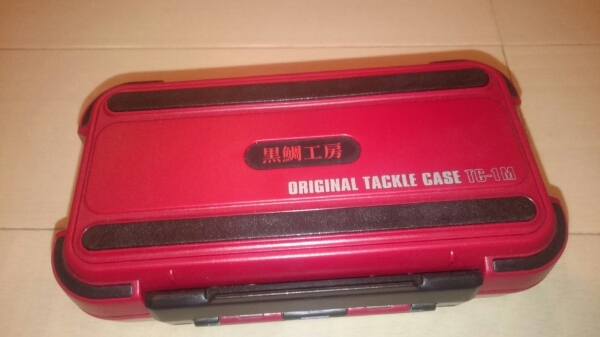 黒鯛工房
ORIGINAL TACKLE CASE TC-1M